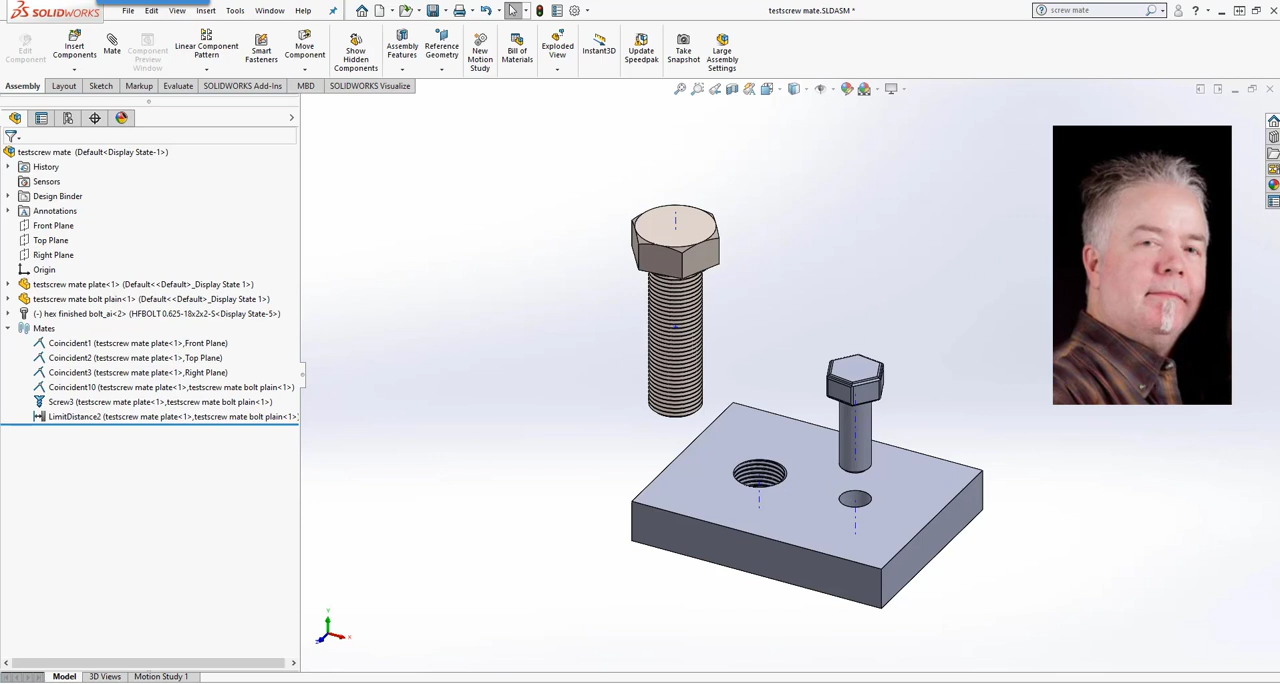 SOLIDWORKS File Edit View Insert Tools Window Help testscrew mate.SLDASM * screw mate
Edit Component
Insert Components
Mate
Component Preview Window
Linear Component Pattern
Smart Fasteners
Move Component
Show Hidden Components
Assembly Features
Reference Geometry
New Motion Study
Bill of Materials
Exploded View
Instant3D
Update Speedpak
Take Snapshot
Large Assembly Settings
Assembly Layout Sketch Markup Evaluate SOLIDWORKS Add-Ins MBD SOLIDWORKS Visualize
testscrew mate (Default<Display State-1>)
History
Sensors
Design Binder
Annotations
Front Plane
Top Plane
Right Plane
Origin
testscrew mate plate<1> (Default<<Default>_Display State 1>)
testscrew mate bolt plain<1> (Default<<Default>_Display State 1>)
(-) hex finished bolt_ai<2> (HFBOLT 0.625-18x2x2-S<Display State-5>)
Mates
Coincident1 (testscrew mate plate<1>,Front Plane)
Coincident2 (testscrew mate plate<1>,Top Plane)
Coincident3 (testscrew mate plate<1>,Right Plane)
Coincident10 (testscrew mate plate<1>,testscrew mate bolt plain<1>)
Screw3 (testscrew mate plate<1>,testscrew mate bolt plain<1>)
LimitDistance2 (testscrew mate plate<1>,testscrew mate bolt plain<1>
Y
X
Model 3D Views Motion Study 1